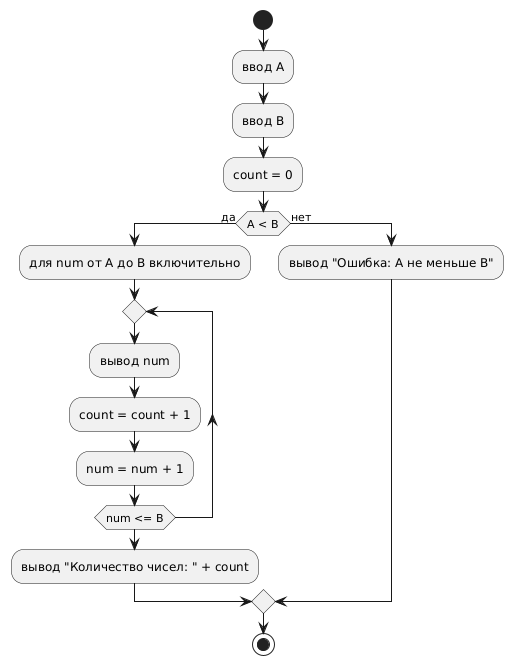 ввод A
ввод B
count = 0
да
A < B
нет
для num от A до B включительно
вывод "Ошибка: A не меньше B"
вывод num
count = count + 1
num = num + 1
num <= B
вывод "Количество чисел: " + count